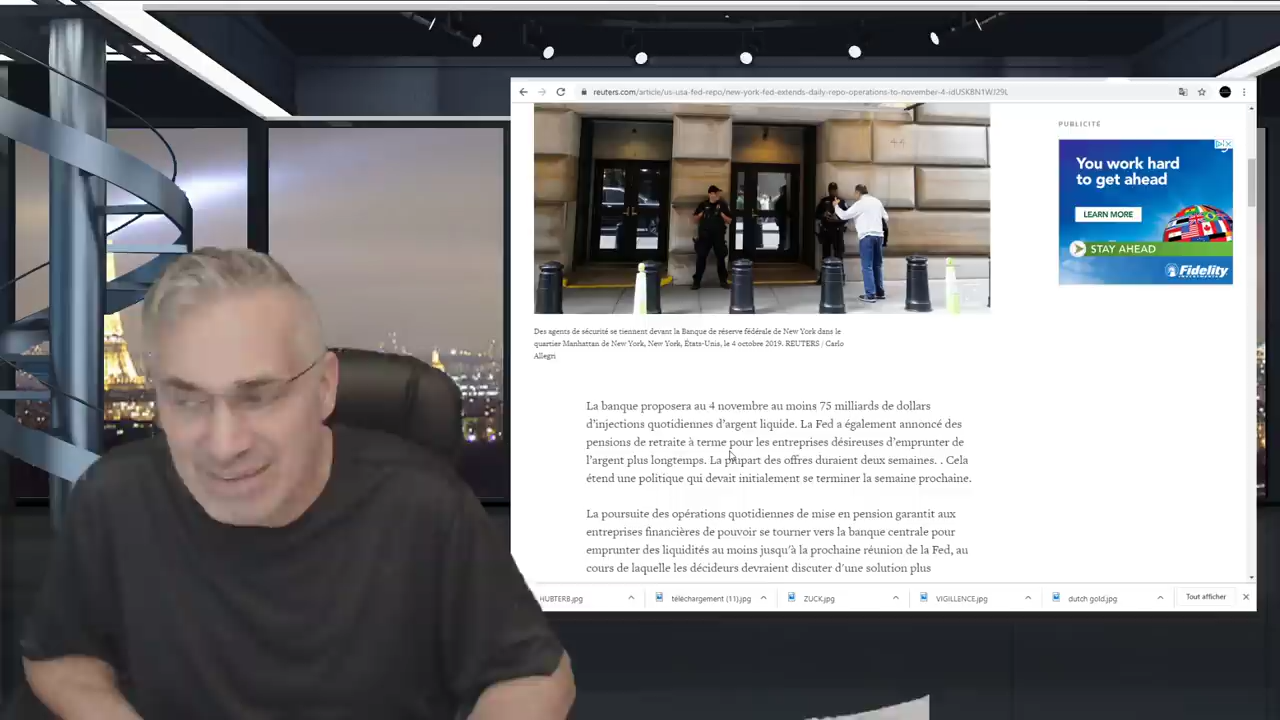 reuters.com/article/us-usa-fed-repo/new-york-fed-extends-daily-repo-operations-to-november-4-idUSKBN1WJ29L
PUBLICITÉ
You work hard
to get ahead
LEARN MORE
STAY AHEAD
Fidelity
INVESTMENTS
44
Des agents de sécurité se tiennent devant la Banque de réserve fédérale de New York dans le
quartier Manhattan de New York, New York, États-Unis, le 4 octobre 2019. REUTERS / Carlo
Allegri
La banque proposera au 4 novembre au moins 75 milliards de dollars
d'injections quotidiennes d'argent liquide. La Fed a également annoncé des
pensions de retraite à terme pour les entreprises désireuses d'emprunter de
l'argent plus longtemps. La plupart des offres duraient deux semaines. . Cela
étend une politique qui devait initialement se terminer la semaine prochaine.
La poursuite des opérations quotidiennes de mise en pension garantit aux
entreprises financières de pouvoir se tourner vers la banque centrale pour
emprunter des liquidités au moins jusqu'à la prochaine réunion de la Fed, au
cours de laquelle les décideurs devraient discuter d'une solution plus
HUBTERB.jpg
téléchargement (11).jpg
ZUCK.jpg
VIGILLENCE.jpg
dutch gold.jpg
Tout afficher